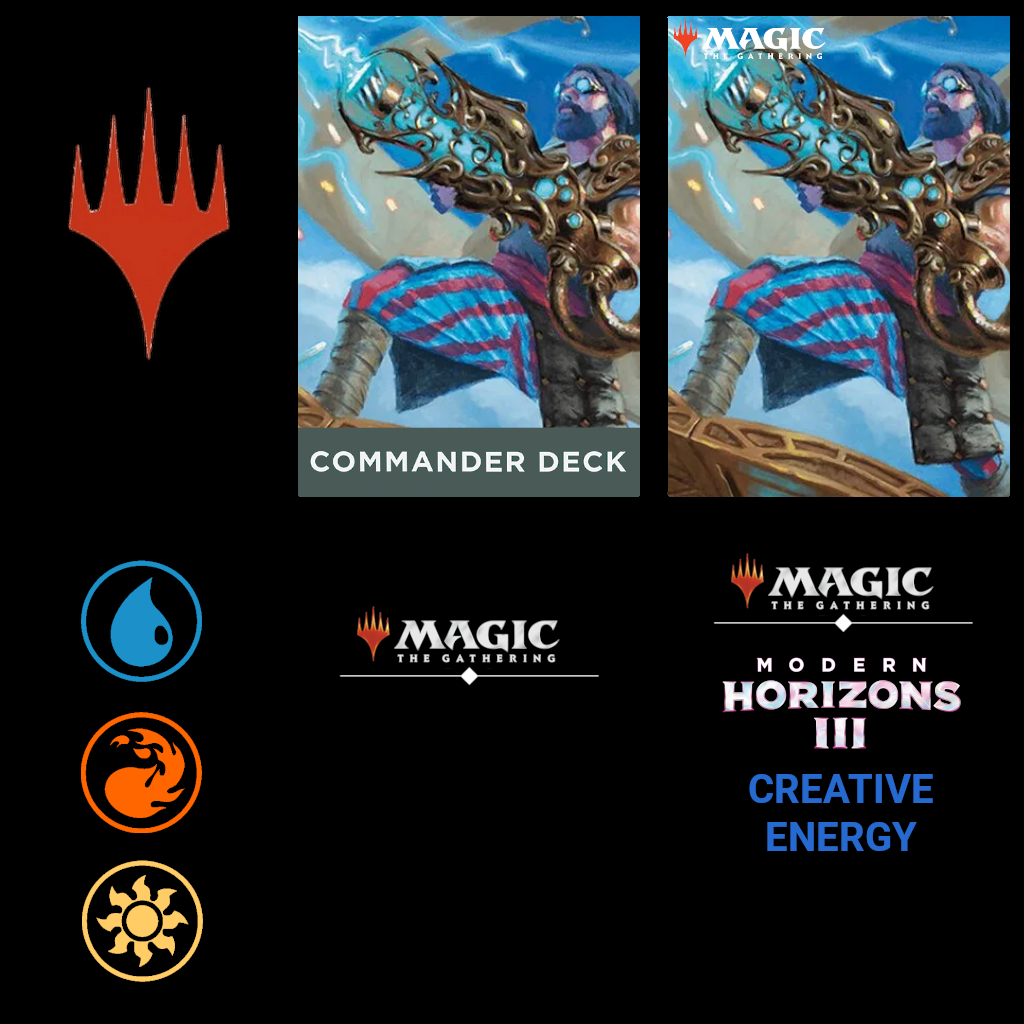 MAGIC
THE GATHERING
COMMANDER DECK
MAGIC
THE GATHERING
MAGIC
THE GATHERING
MODERN
HORIZONS
III
CREATIVE
ENERGY